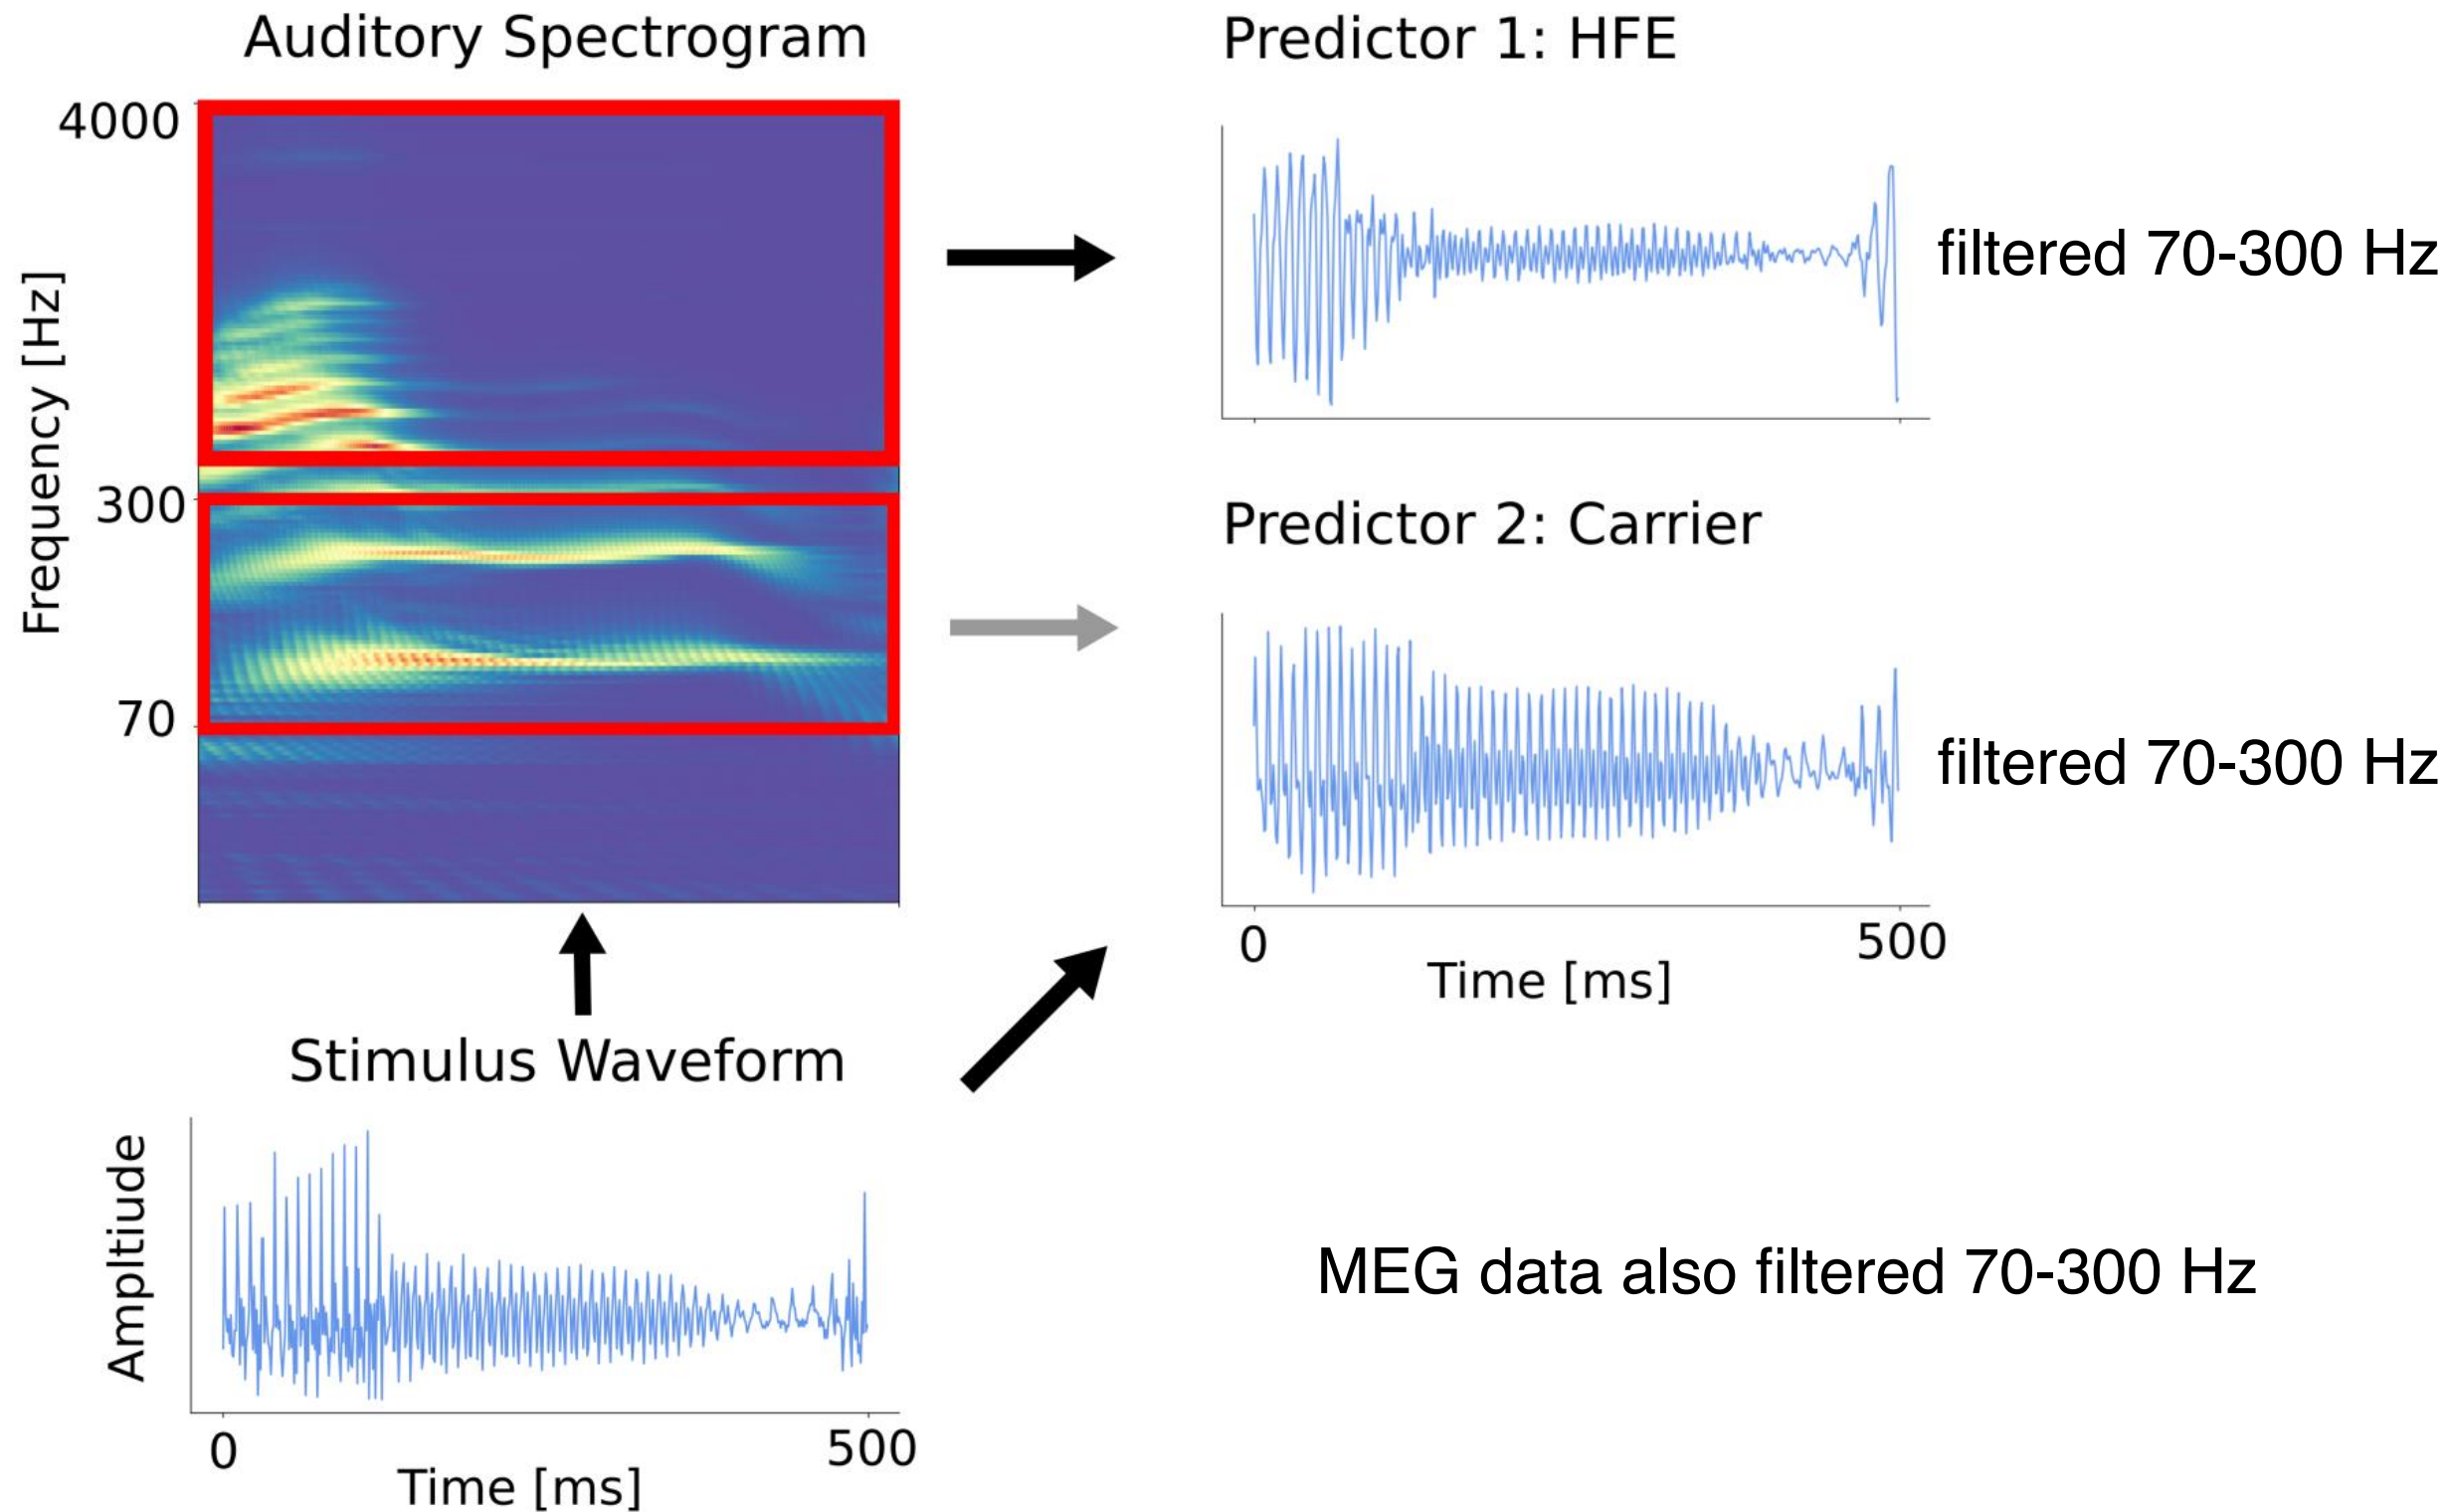 Auditory Spectrogram
4000
300
70
Frequency [Hz]
Predictor 1: HFE
filtered 70-300 Hz
Predictor 2: Carrier
filtered 70-300 Hz
0
500
Time [ms]
Stimulus Waveform
Ampltiude
0
500
Time [ms]
MEG data also filtered 70-300 Hz